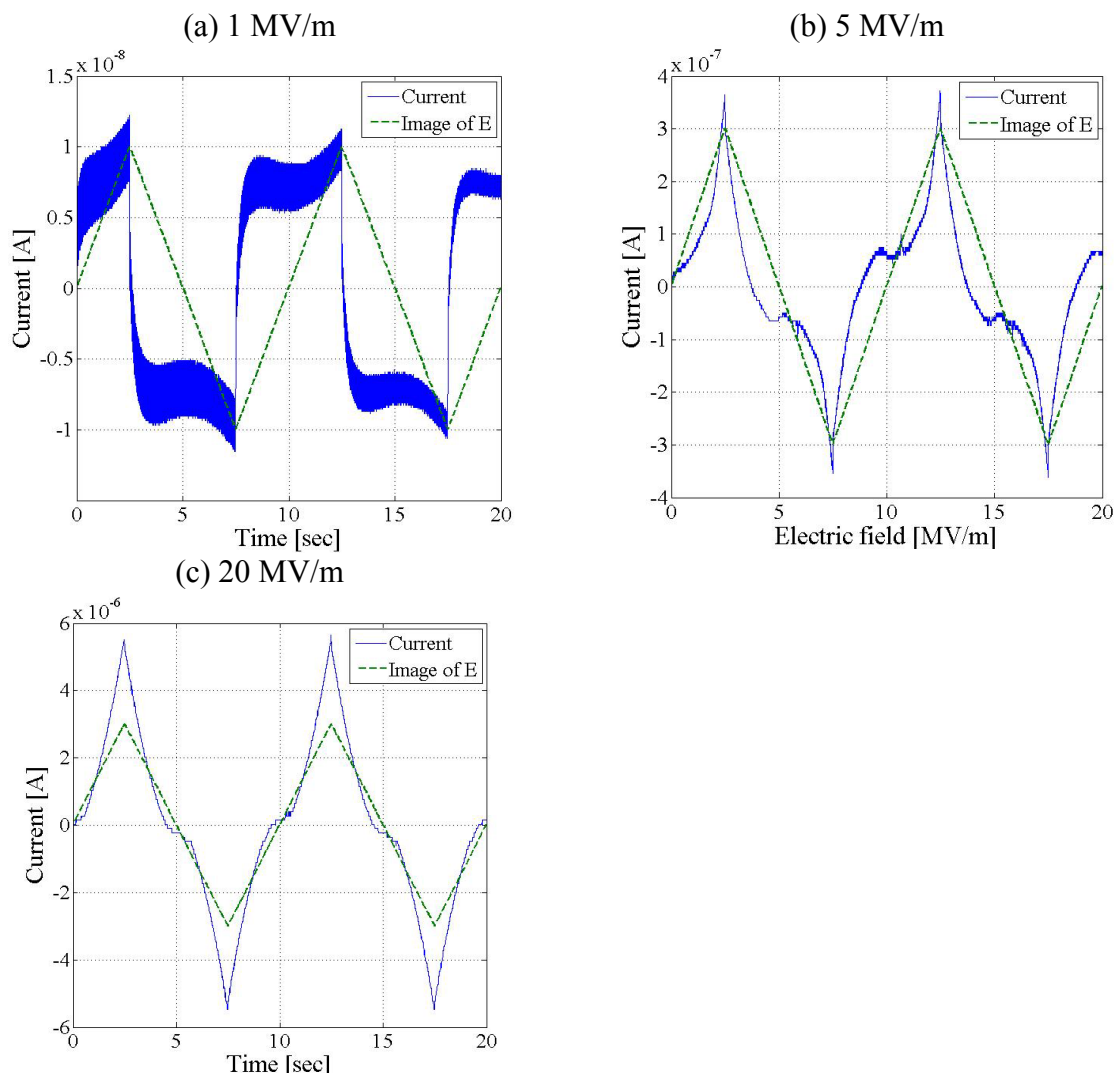 (a) 1 MV/m
x 10-8
1.5
1
0.5
0
-0.5
-1
0 5 10 15 20
Current [A]
Time [sec]
Current
Image of E
(b) 5 MV/m
x 10-7
4
3
2
1
0
-1
-2
-3
-4
0 5 10 15 20
Current [A]
Electric field [MV/m]
Current
Image of E
(c) 20 MV/m
x 10-6
6
4
2
0
-2
-4
-6
0 5 10 15 20
Current [A]
Time [sec]
Current
Image of E